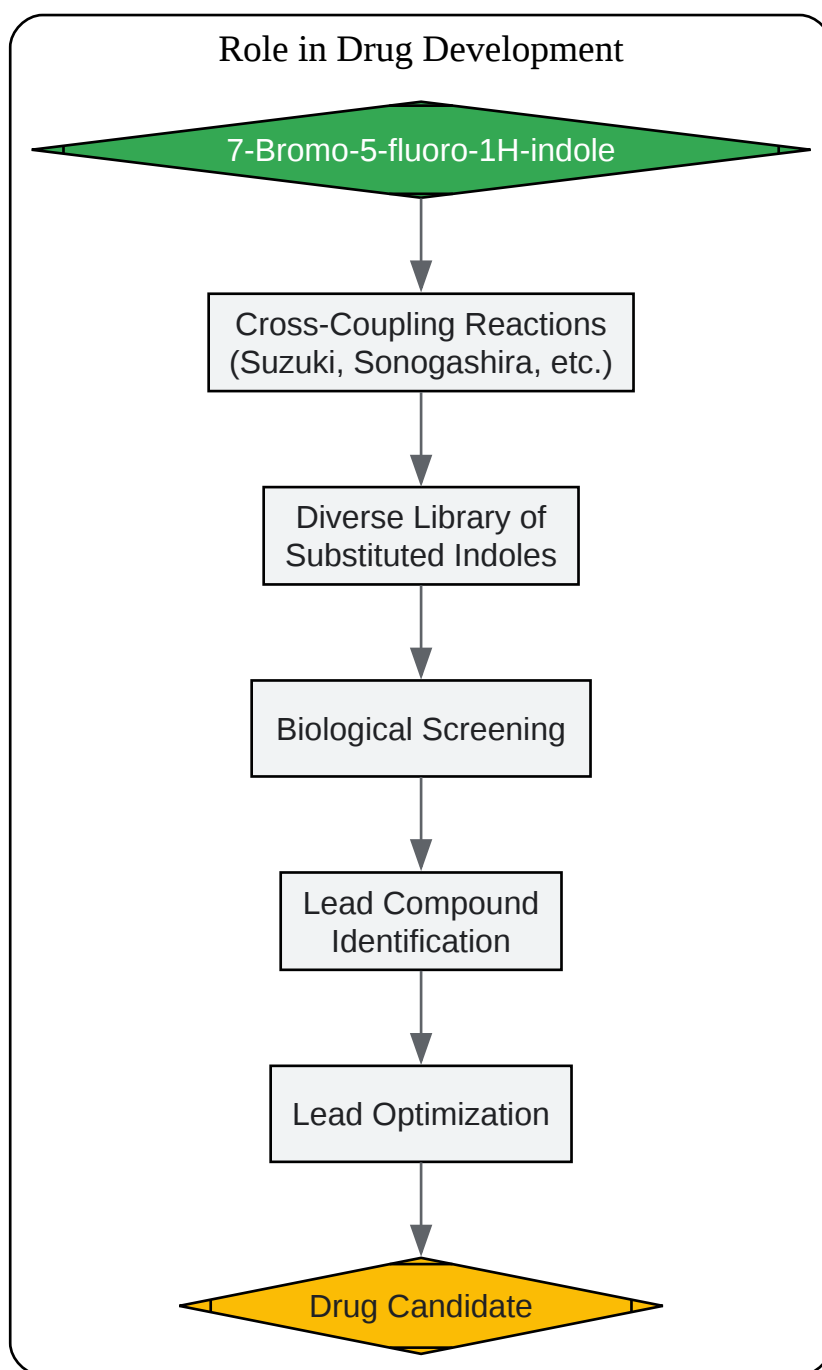 Role in Drug Development
7-Bromo-5-fluoro-1H-indole
Cross-Coupling Reactions
(Suzuki, Sonogashira, etc.)
Diverse Library of
Substituted Indoles
Biological Screening
Lead Compound
Identification
Lead Optimization
Drug Candidate